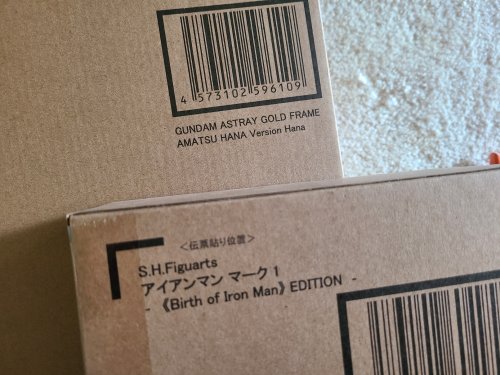 4 573102 596109
GUNDAM ASTRAY GOLD FRAME
AMATSU HANA Version Hana
<伝票貼り位置>
S.H.Figuarts
アイアンマン マーク 1
- 《Birth of Iron Man》 EDITION -